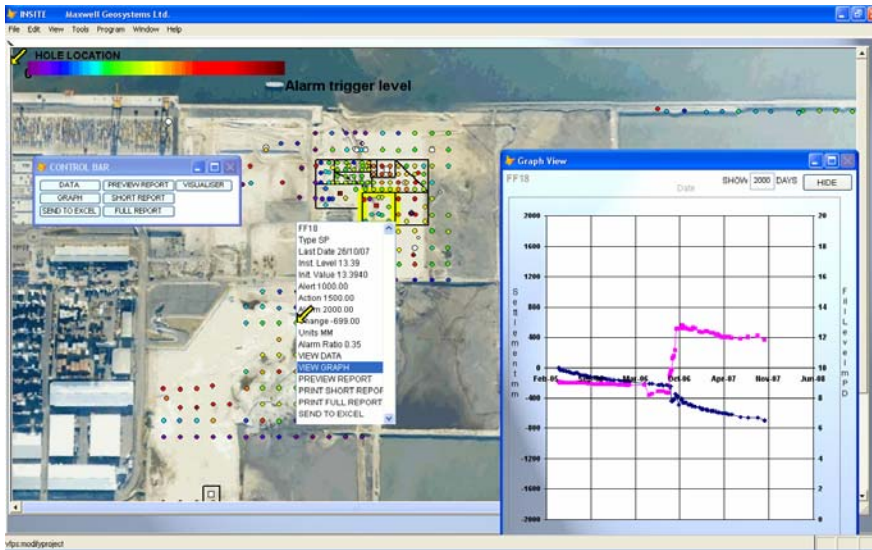 INSITE Maxwell Geosystems Ltd.
File Edit View Tools Program Window Help
HOLE LOCATION
Alarm trigger level
CONTROL BAR
DATA PREVIEW REPORT VISUALISER
GRAPH SHORT REPORT
SEND TO EXCEL FULL REPORT
FF18
Type SP
Last Date 26/10/07
Inst. Level 13.39
Init. Value 13.3940
Alert 1000.00
Action 1500.00
Alarm 2000.00
Change -699.00
Units MM
Alarm Ratio 0.35
VIEW DATA
VIEW GRAPH
PREVIEW REPORT
PRINT SHORT REPOR
PRINT FULL REPORT
SEND TO EXCEL
Graph View
FF18 Date SHOW 2000 DAYS HIDE
2000 20
1600 18
1200 16
800 14
400 12
0 10
Feb-05 Mar-06 Oct-06 Apr-07 Nov-07 Jun-08
-400 8
6
-1200 4
-1600 2
-2000 0
Settlement mm
Fill Level m P D
vfps:modifyproject